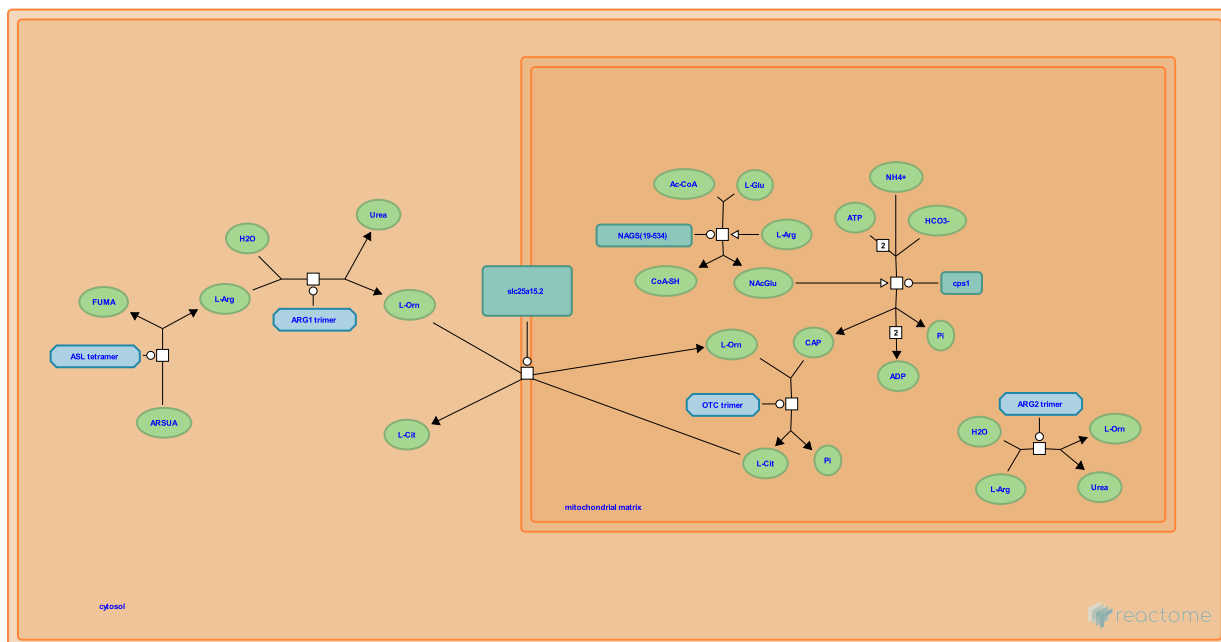 NH4+
Ac-CoA
L-Glu
Urea
ATP
HCO3-
H2O
NAGS(19-534)
L-Arg
2
slc25a15.2
CoA-SH
NAcGlu
cps1
FUMA
L-Arg
L-Orn
ARG1 trimer
2
Pi
L-Orn
CAP
ASL tetramer
ADP
OTC trimer
ARG2 trimer
ARSUA
L-Cit
H2O
L-Orn
L-Cit
Pi
L-Arg
Urea
mitochondrial matrix
cytosol
reactome